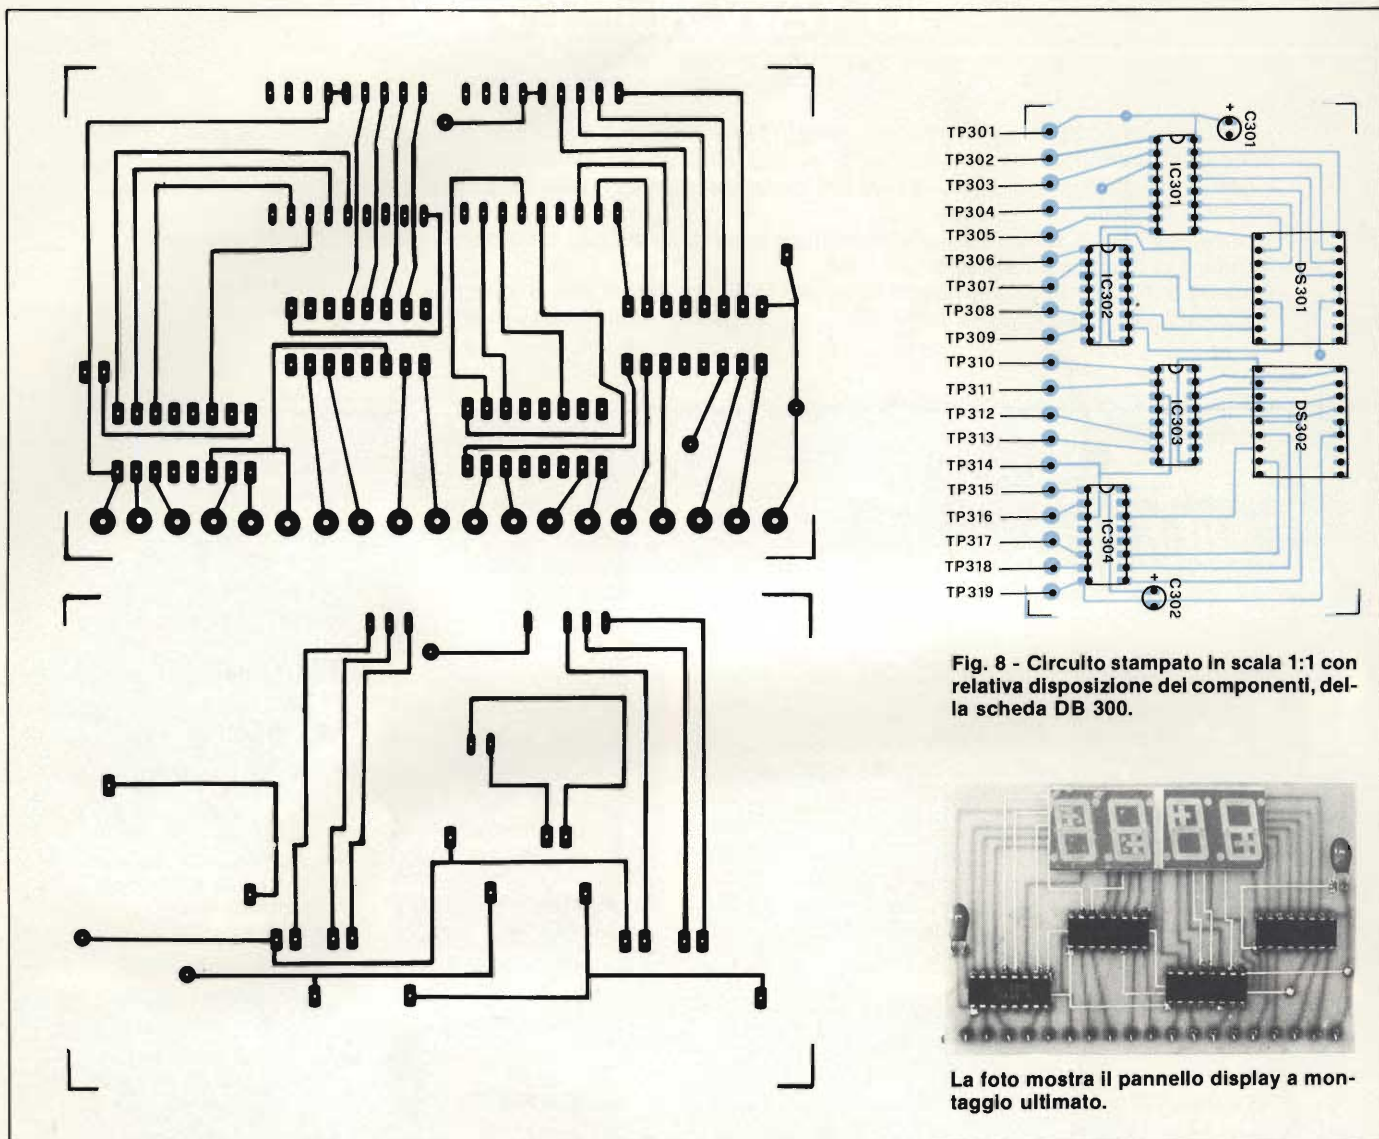 TP301
TP302
TP303
TP304
TP305
TP306
TP307
TP308
TP309
TP310
TP311
TP312
TP313
TP314
TP315
TP316
TP317
TP318
TP319
+
C301
IC301
IC302
DS301
IC303
DS302
IC304
+
C302
Fig. 8 - Circuito stampato in scala 1:1 con
relativa disposizione dei componenti, del-
la scheda DB 300.
La foto mostra il pannello display a mon-
taggio ultimato.